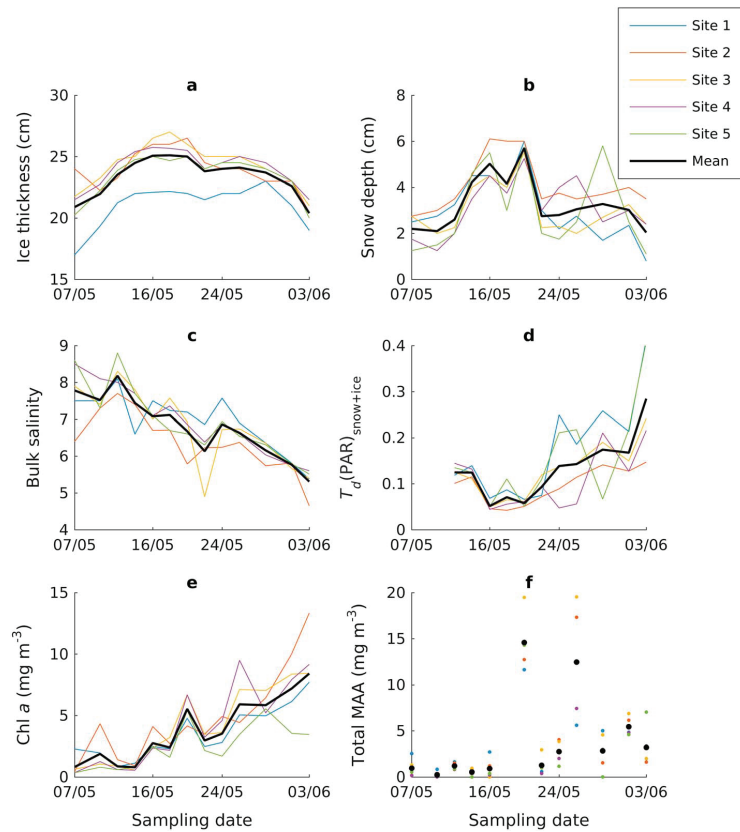 Site 1
Site 2
Site 3
Site 4
Site 5
Mean
a
Ice thickness (cm)
30
25
20
15
07/05 16/05 24/05 03/06
b
Snow depth (cm)
8
6
4
2
0
07/05 16/05 24/05 03/06
c
Bulk salinity
9
8
7
6
5
4
07/05 16/05 24/05 03/06
d
T_d(PAR)_snow+ice
0.4
0.3
0.2
0.1
0
07/05 16/05 24/05 03/06
e
Chl a (mg m⁻³)
15
10
5
0
07/05 16/05 24/05 03/06
Sampling date
f
Total MAA (mg m⁻³)
20
15
10
5
0
07/05 16/05 24/05 03/06
Sampling date